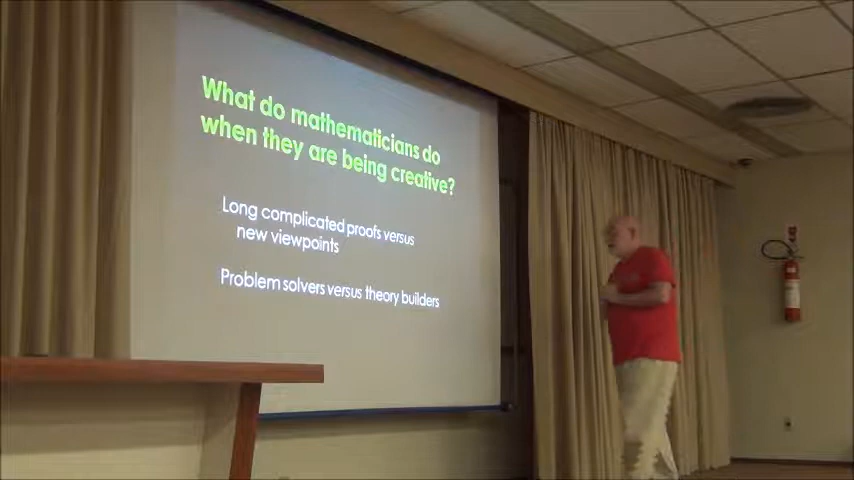 What do mathematicians do
when they are being creative?
Long complicated proofs versus
new viewpoints
Problem solvers versus theory builders